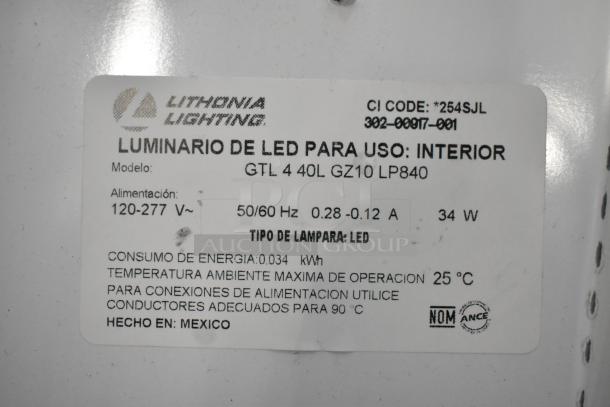 LITHONIA
LIGHTING.
CI CODE: *254SJL
302-00917-001
LUMINARIO DE LED PARA USO: INTERIOR
Modelo: GTL 4 40L GZ10 LP840
Alimentación:
120-277 V~ 50/60 Hz 0.28 -0.12 A 34 W
TIPO DE LAMPARA: LED
AUCTION GROUP
CONSUMO DE ENERGIA:0.034 kWh
TEMPERATURA AMBIENTE MAXIMA DE OPERACION 25 °C
PARA CONEXIONES DE ALIMENTACION UTILICE
CONDUCTORES ADECUADOS PARA 90 °C
HECHO EN: MEXICO
NOM ANCE